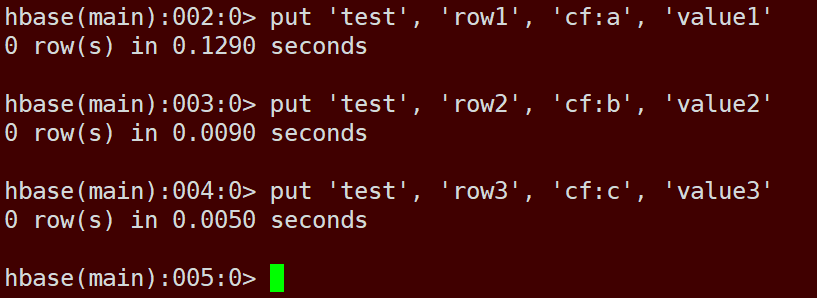 hbase(main):002:0> put 'test', 'row1', 'cf:a', 'value1'
0 row(s) in 0.1290 seconds
hbase(main):003:0> put 'test', 'row2', 'cf:b', 'value2'
0 row(s) in 0.0090 seconds
hbase(main):004:0> put 'test', 'row3', 'cf:c', 'value3'
0 row(s) in 0.0050 seconds
hbase(main):005:0>